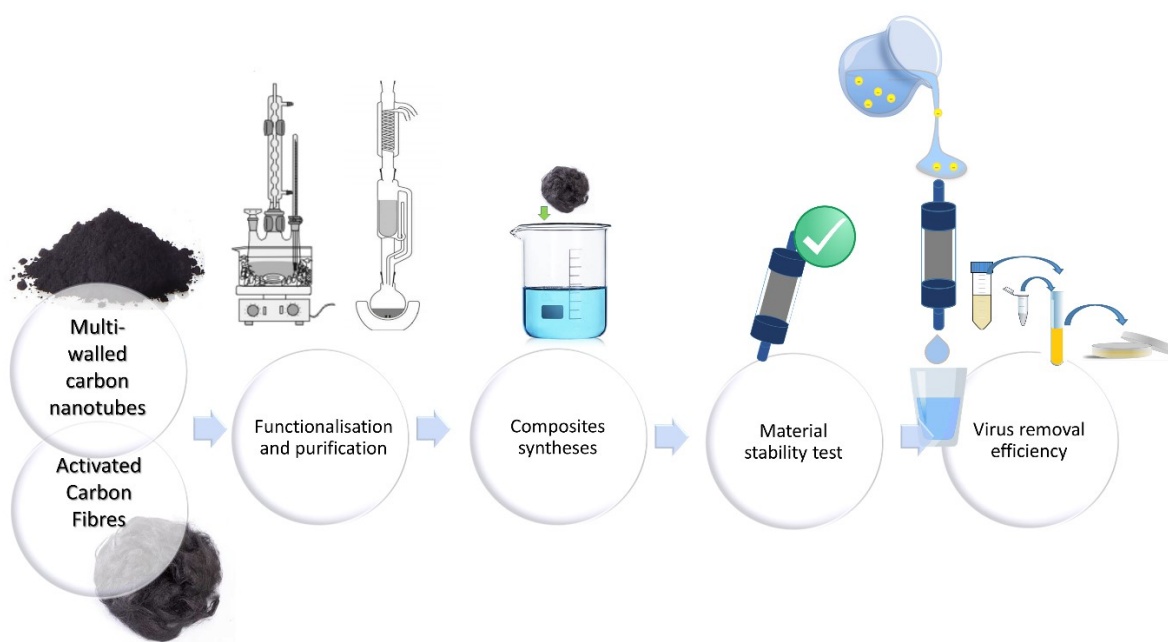 Multi-
walled
carbon
nanotubes
Activated
Carbon
Fibres
Functionalisation
and purification
Composites
syntheses
Material
stability test
Virus removal
efficiency